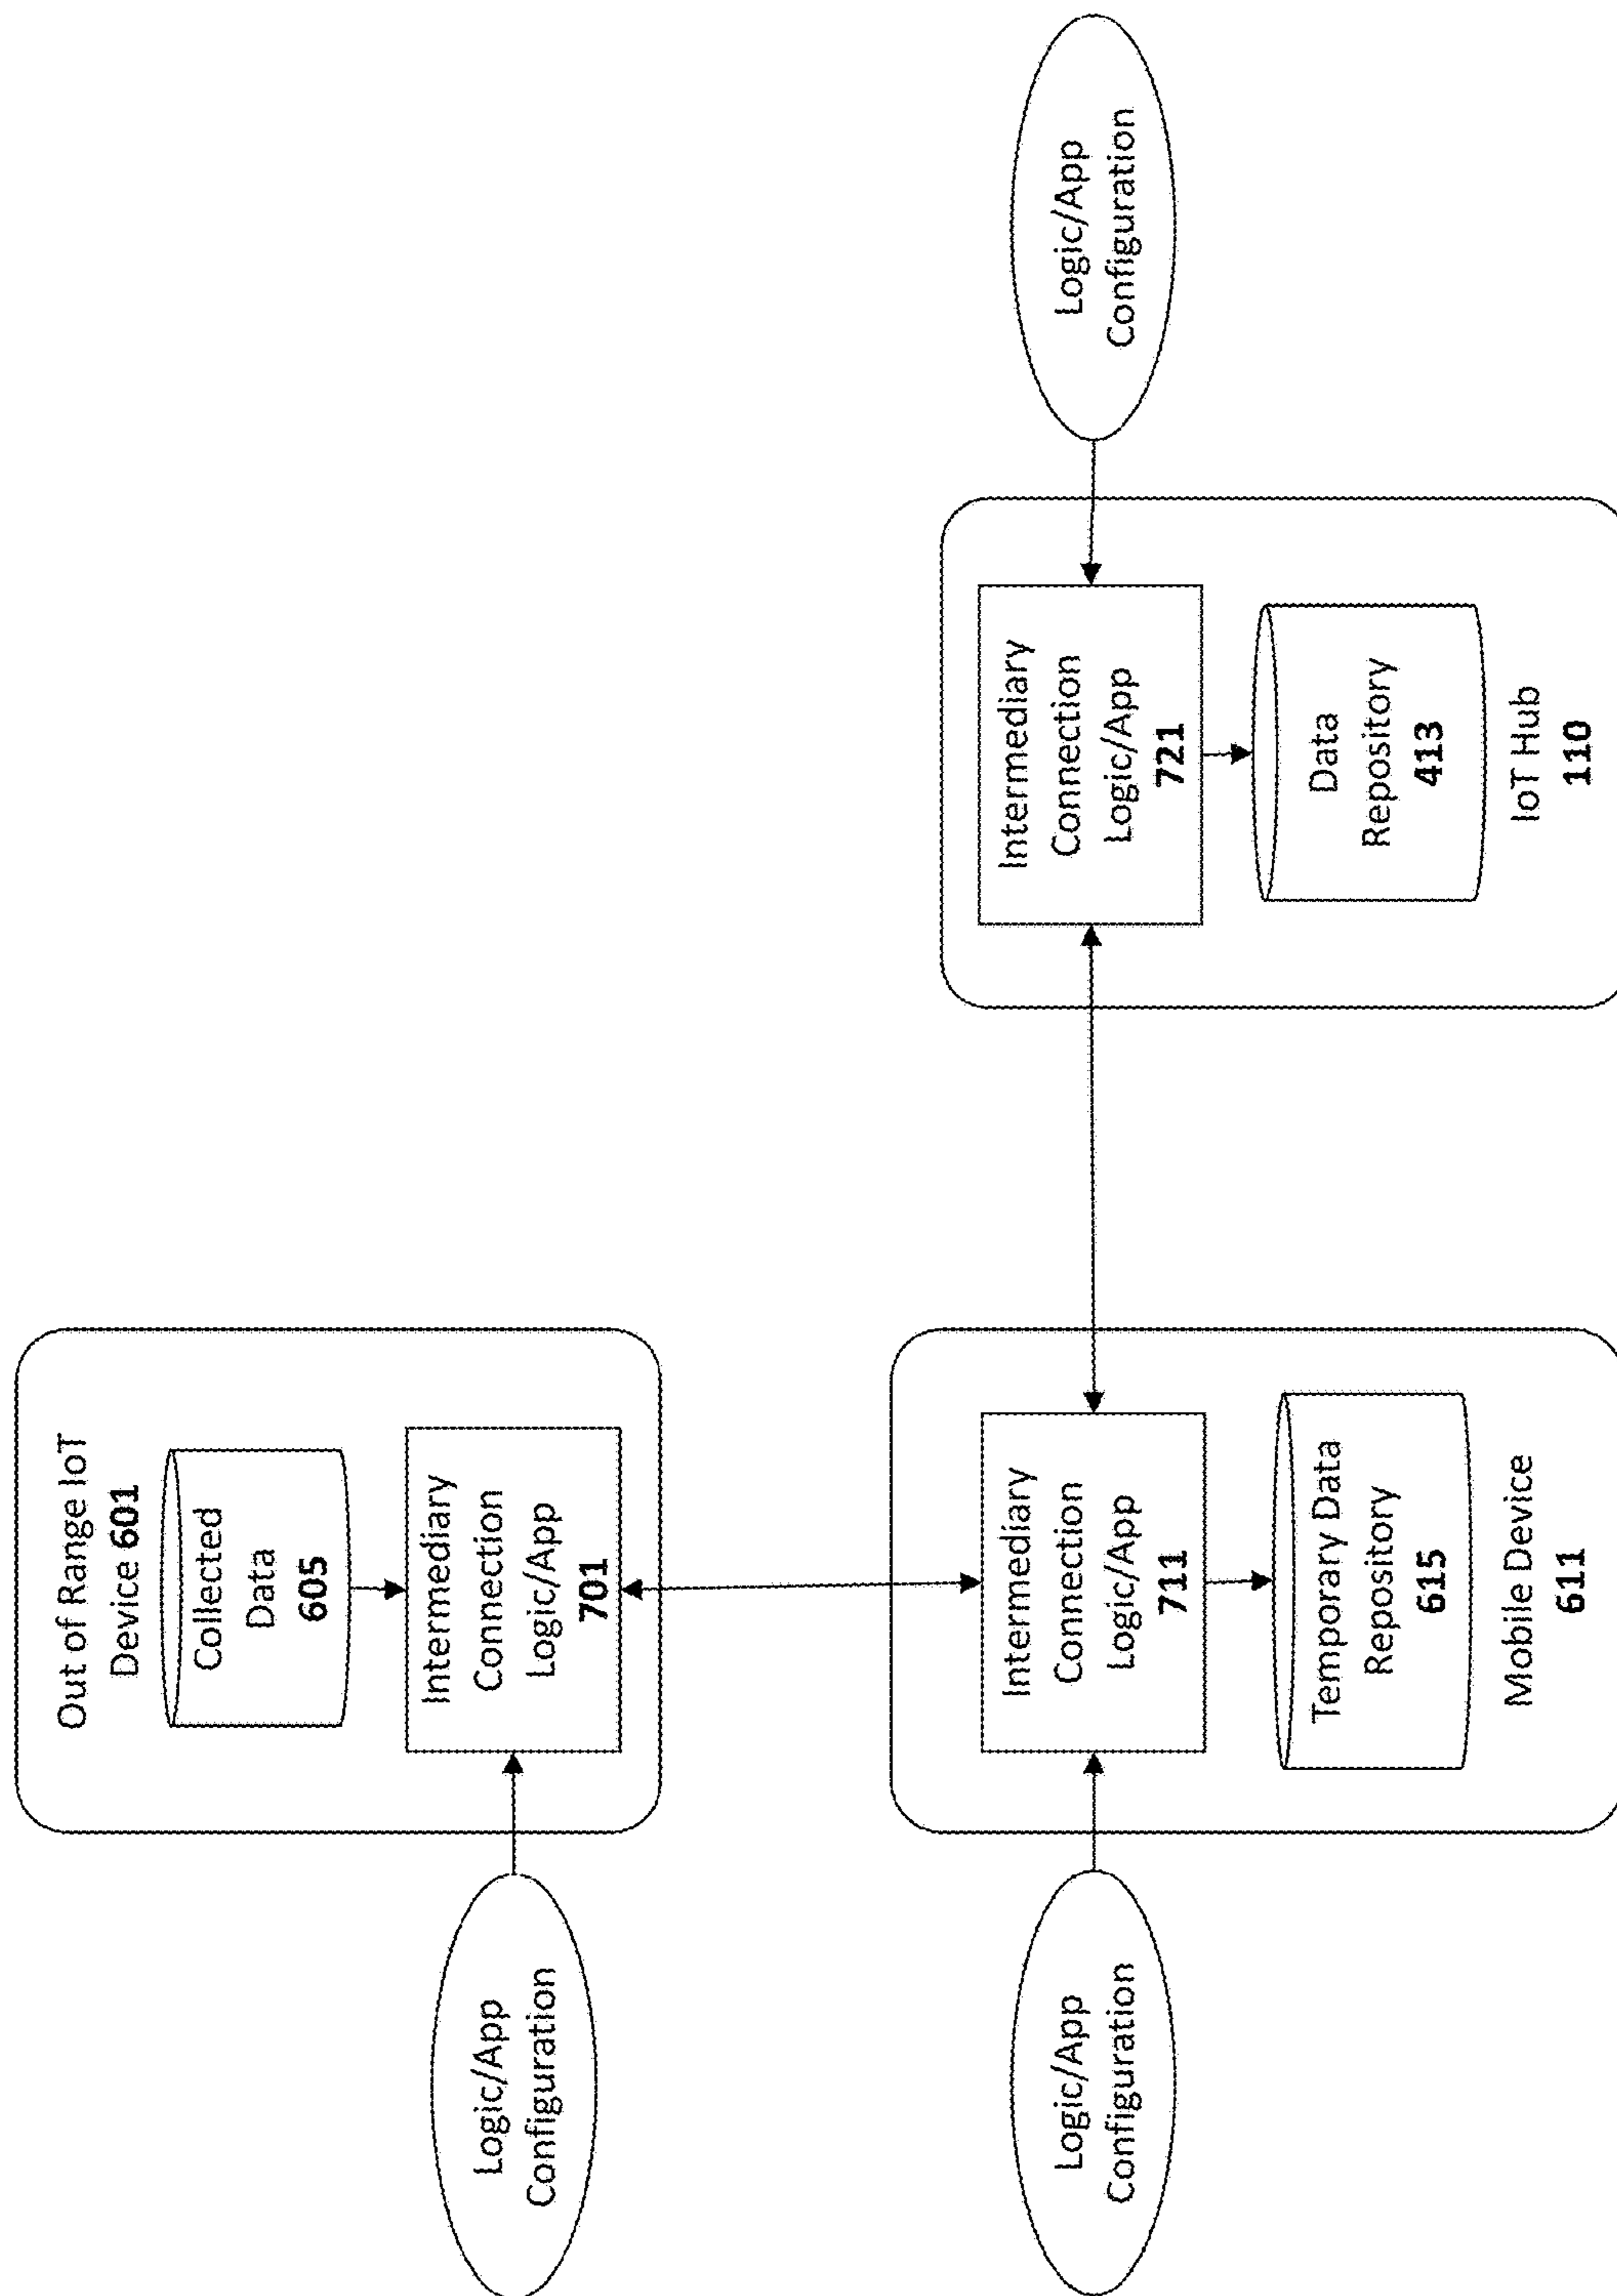 Out of Range IoT
Device 601
Collected
Data
605
Intermediary
Connection
Logic/App
701
Logic/App
Configuration
Intermediary
Connection
Logic/App
711
Temporary Data
Repository
615
Mobile Device
611
Logic/App
Configuration
Intermediary
Connection
Logic/App
721
Data
Repository
413
IoT Hub
110
Logic/App
Configuration